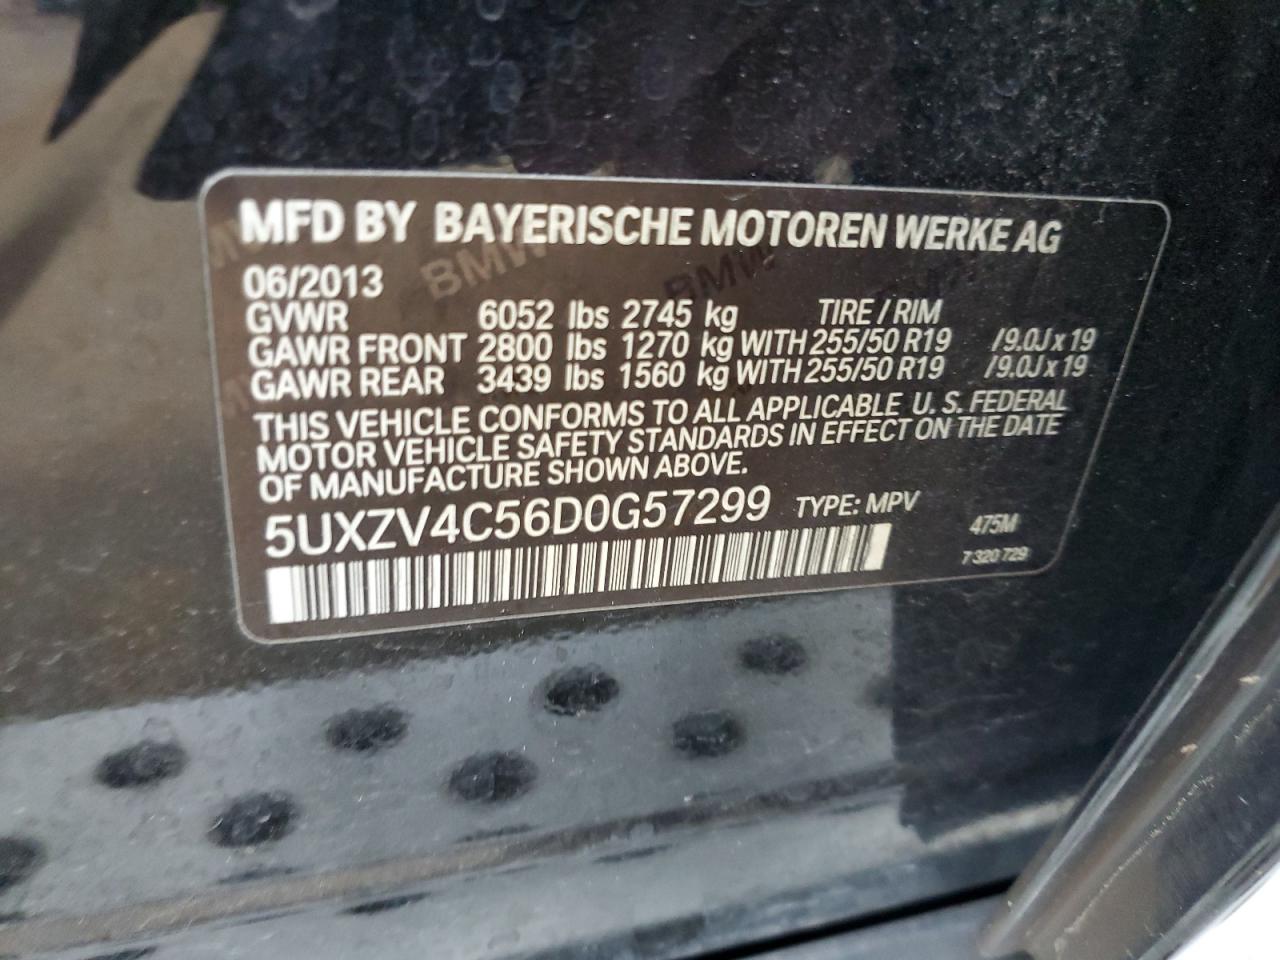 MFD BY BAYERISCHE MOTOREN WERKE AG
06/2013
GVWR 6052 lbs 2745 kg TIRE / RIM
GAWR FRONT 2800 lbs 1270 kg WITH 255/50 R19 /9.0J x 19
GAWR REAR 3439 lbs 1560 kg WITH 255/50 R19 /9.0J x 19
THIS VEHICLE CONFORMS TO ALL APPLICABLE U. S. FEDERAL
MOTOR VEHICLE SAFETY STANDARDS IN EFFECT ON THE DATE
OF MANUFACTURE SHOWN ABOVE.
5UXZV4C56D0G57299 TYPE: MPV
475M
7 320 729
BMW
BMW